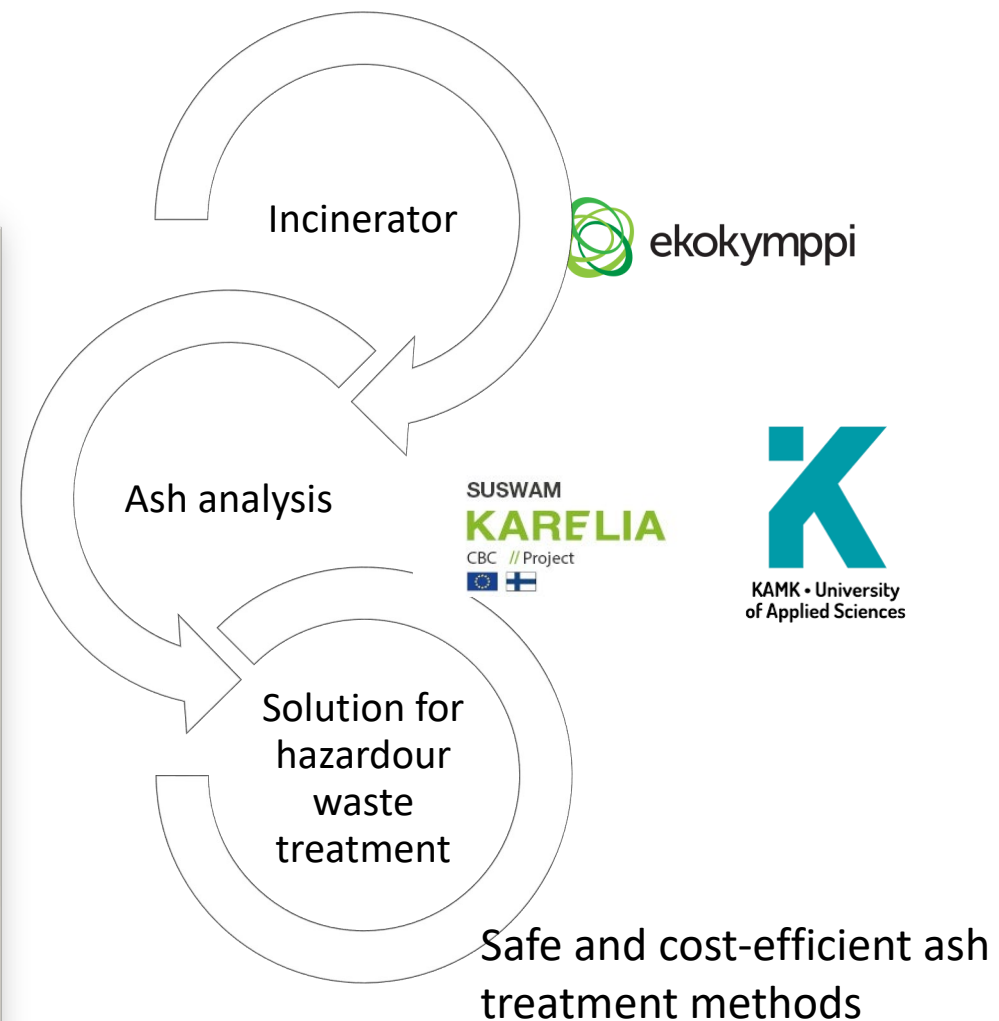 Incinerator
ekokymppi
Ash analysis
SUSWAM
KARELIA
CBC // Project
KAMK • University
of Applied Sciences
Solution for
hazardour
waste
treatment
Safe and cost-efficient ash
treatment methods